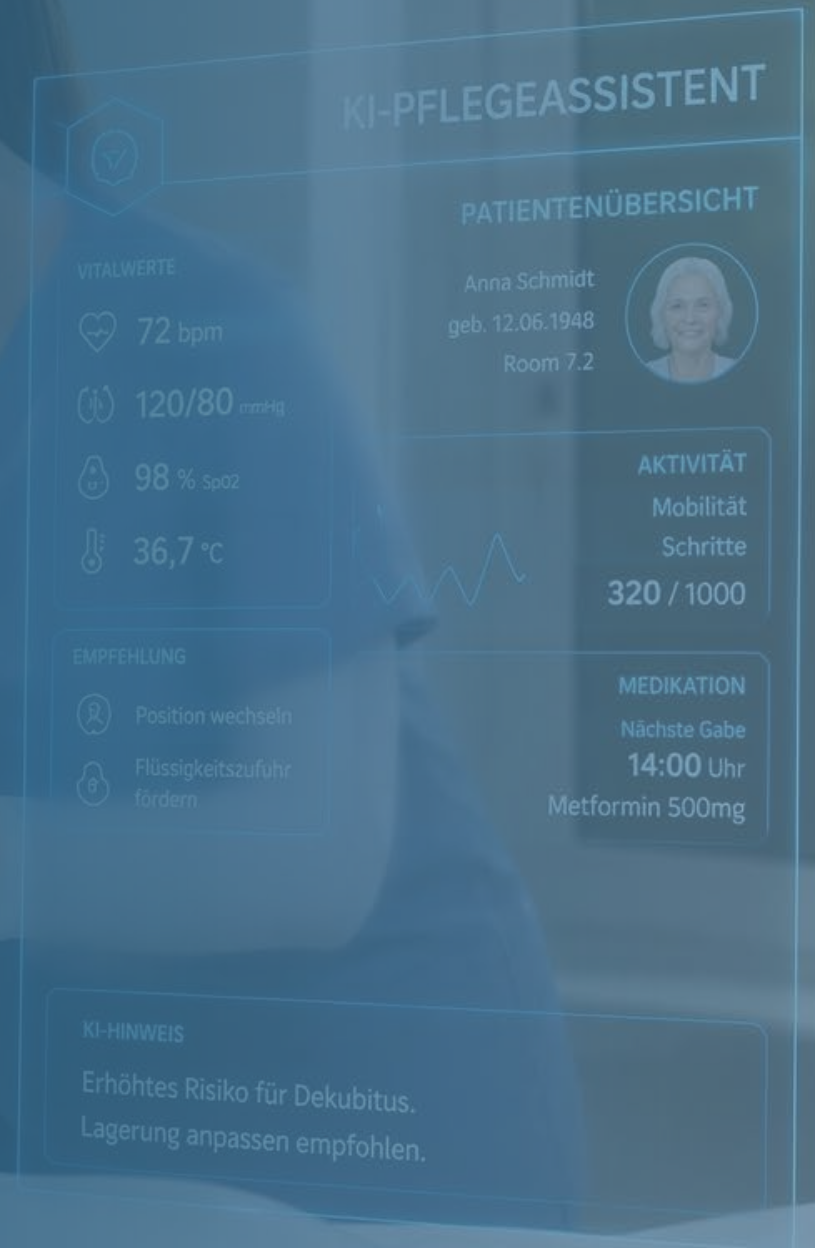 KI-PFLEGEASSISTENT
PATIENTENÜBERSICHT
Anna Schmidt
geb. 12.06.1948
Room 7.2
VITALWERTE
72 bpm
120/80 mmHg
98 % SpO2
36,7 °C
AKTIVITÄT
Mobilität
Schritte
320 / 1000
EMPFEHLUNG
Position wechseln
Flüssigkeitszufuhr
fördern
MEDIKATION
Nächste Gabe
14:00 Uhr
Metformin 500mg
KI-HINWEIS
Erhöhtes Risiko für Dekubitus.
Lagerung anpassen empfohlen.